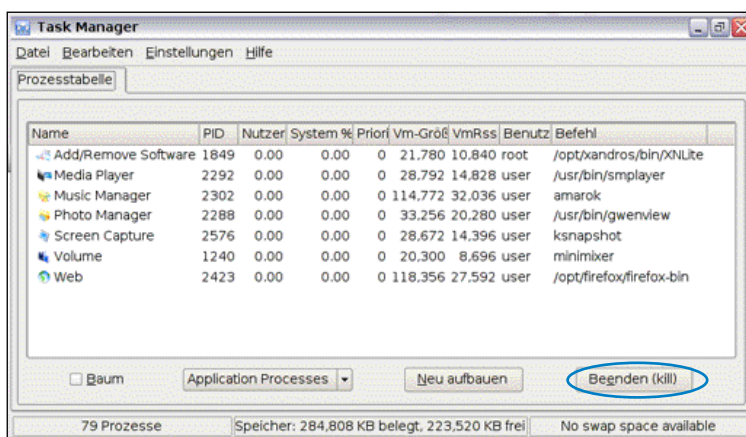 Task Manager
Datei Bearbeiten Einstellungen Hilfe
Prozesstabelle
Name PID Nutzer System % Priori Vm-Größ VmRss Benutz Befehl
Add/Remove Software 1849 0.00 0.00 0 21,780 10,840 root /opt/xandros/bin/XNLite
Media Player 2292 0.00 0.00 0 28,792 14,828 user /usr/bin/smplayer
Music Manager 2302 0.00 0.00 0 114,772 32,036 user amarok
Photo Manager 2288 0.00 0.00 0 33,256 20,280 user /usr/bin/gwenview
Screen Capture 2576 0.00 0.00 0 28,672 14,396 user ksnapshot
Volume 1240 0.00 0.00 0 20,300 8,696 user minimixer
Web 2423 0.00 0.00 0 118,356 27,592 user /opt/firefox/firefox-bin
Baum Application Processes Neu aufbauen Beenden (kill)
79 Prozesse Speicher: 284,808 KB belegt, 223,520 KB frei No swap space available